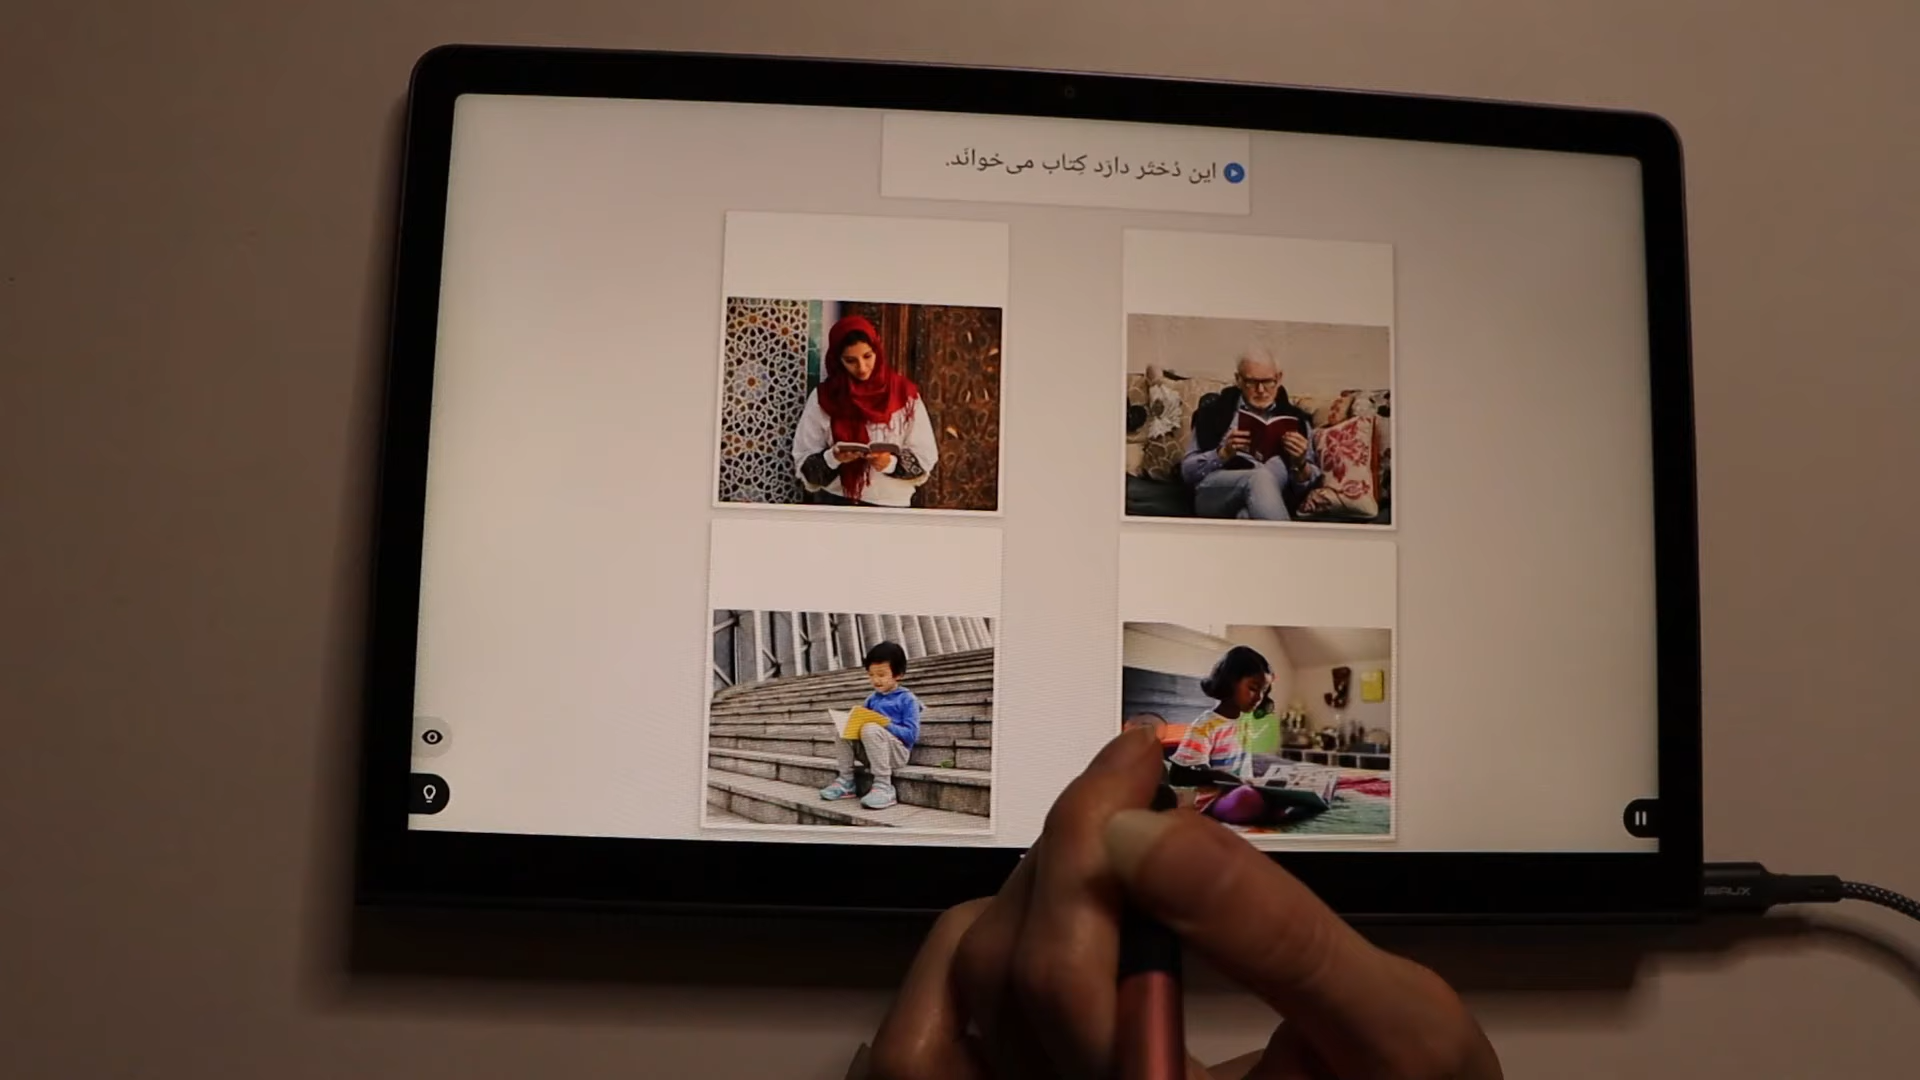 این دُختَر دارَد کِتاب می‌خوانَد.